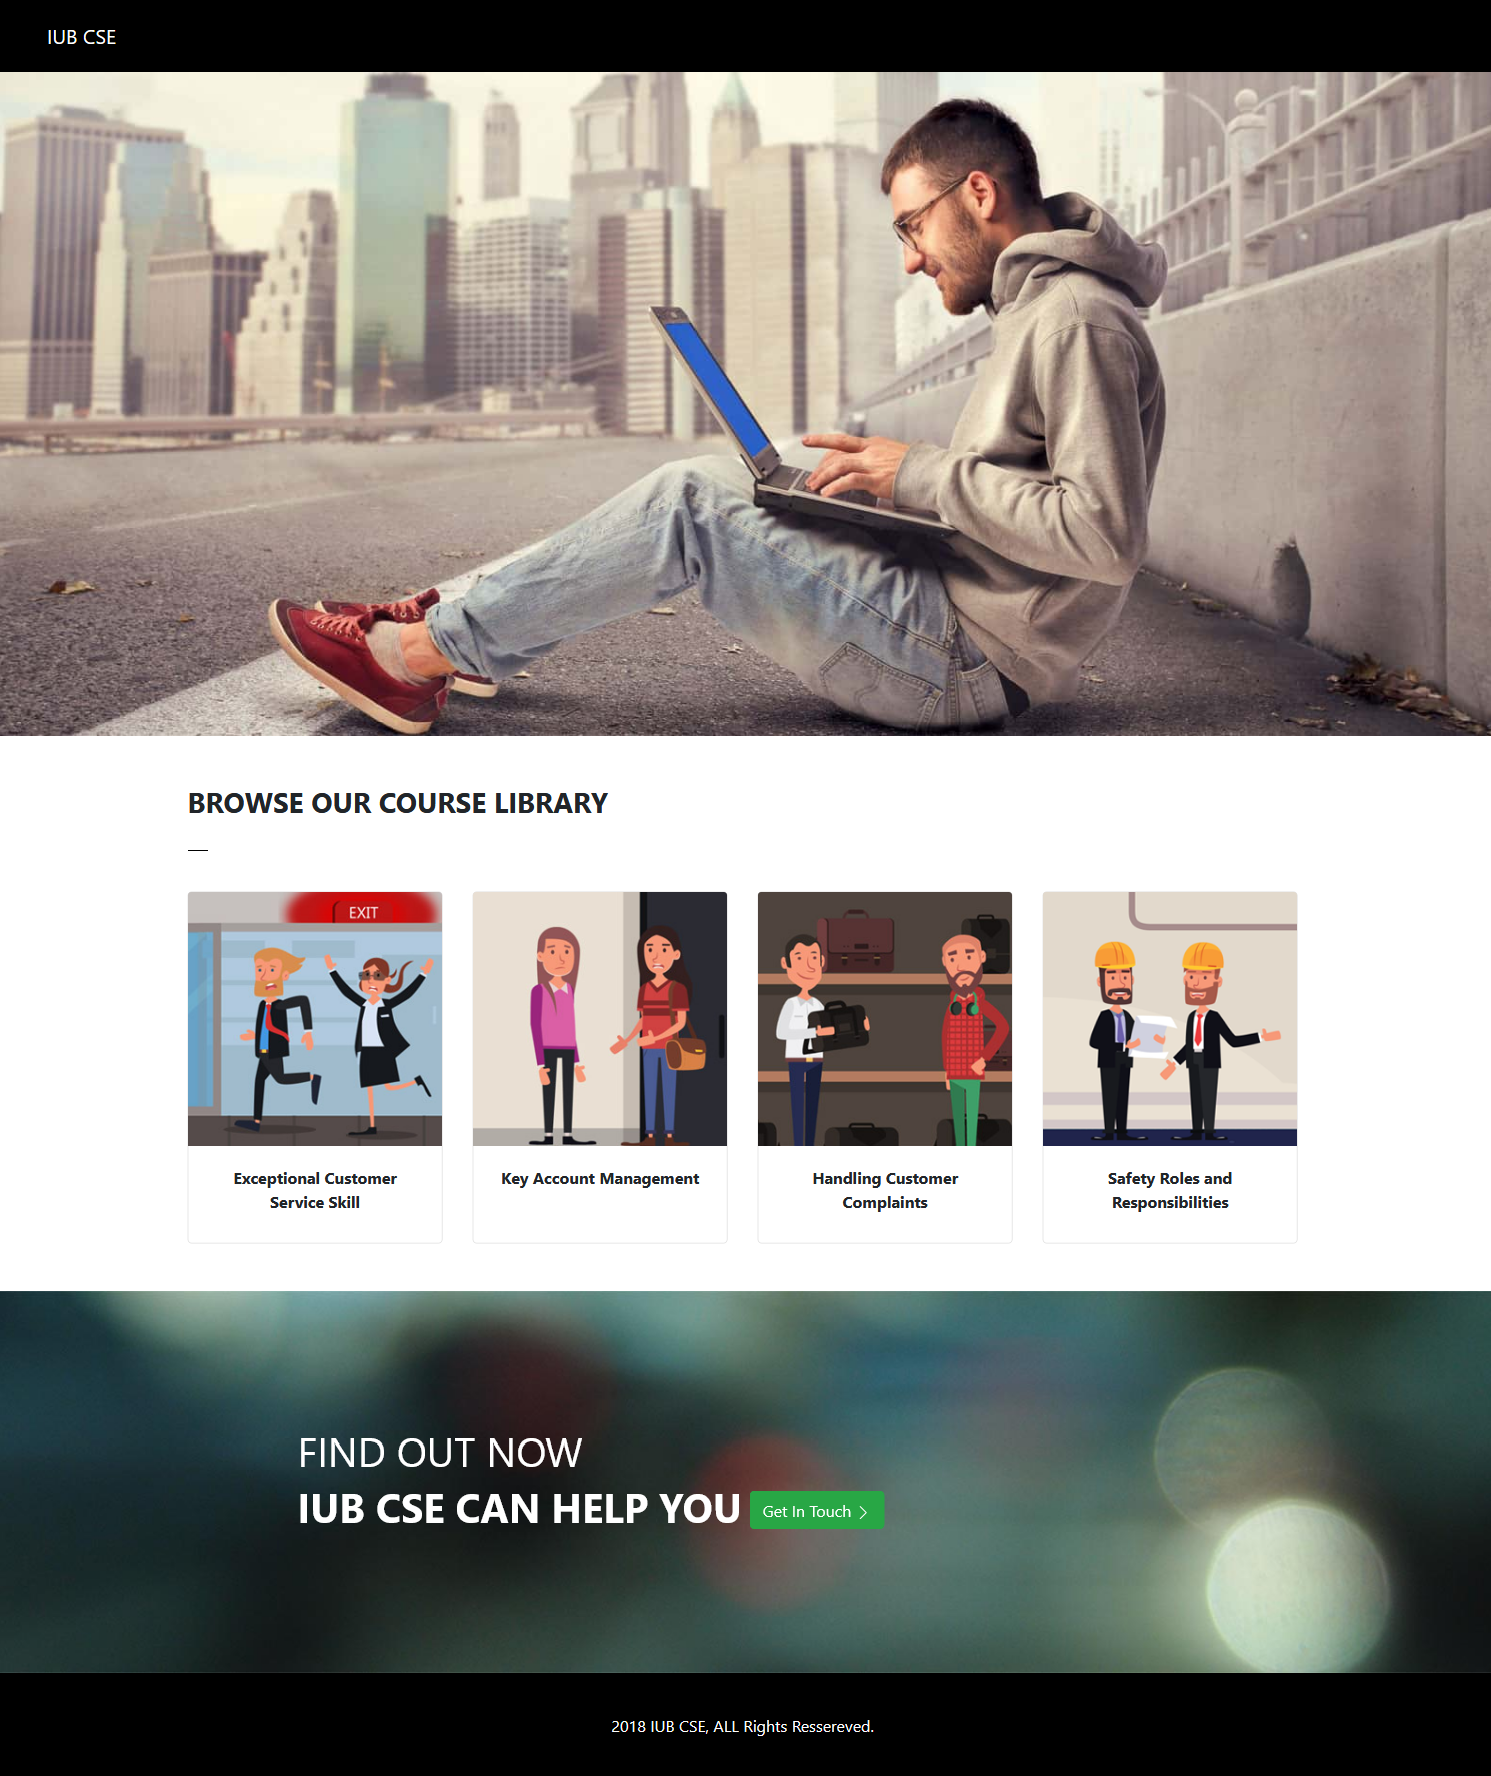 IUB CSE
BROWSE OUR COURSE LIBRARY
EXIT
Exceptional Customer
Service Skill
Key Account Management
Handling Customer
Complaints
Safety Roles and
Responsibilities
FIND OUT NOW
IUB CSE CAN HELP YOU Get In Touch
2018 IUB CSE, ALL Rights Ressereved.